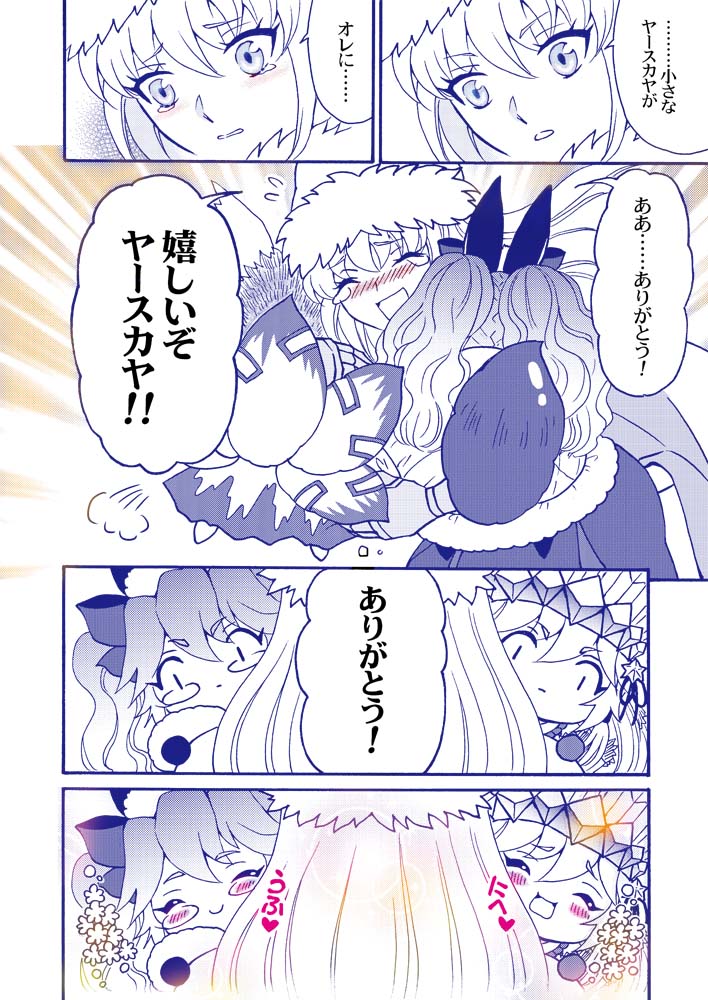 ………小さな
ヤースカヤが
オレに……
ああ……ありがとう！
嬉しいぞ
ヤースカヤ!!
ありがとう！
にへ♥
うふ♥